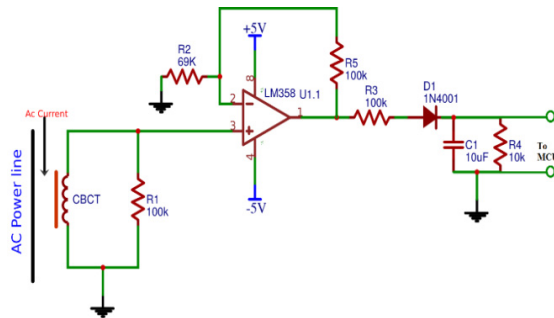 +5V
R2
69K
R5
100k
8
LM358 U1.1
2
3
1
4
R3
100k
D1
1N4001
Ac Current
AC Power line
CBCT
R1
100k
-5V
C1
10uF
R4
10k
To
MCU